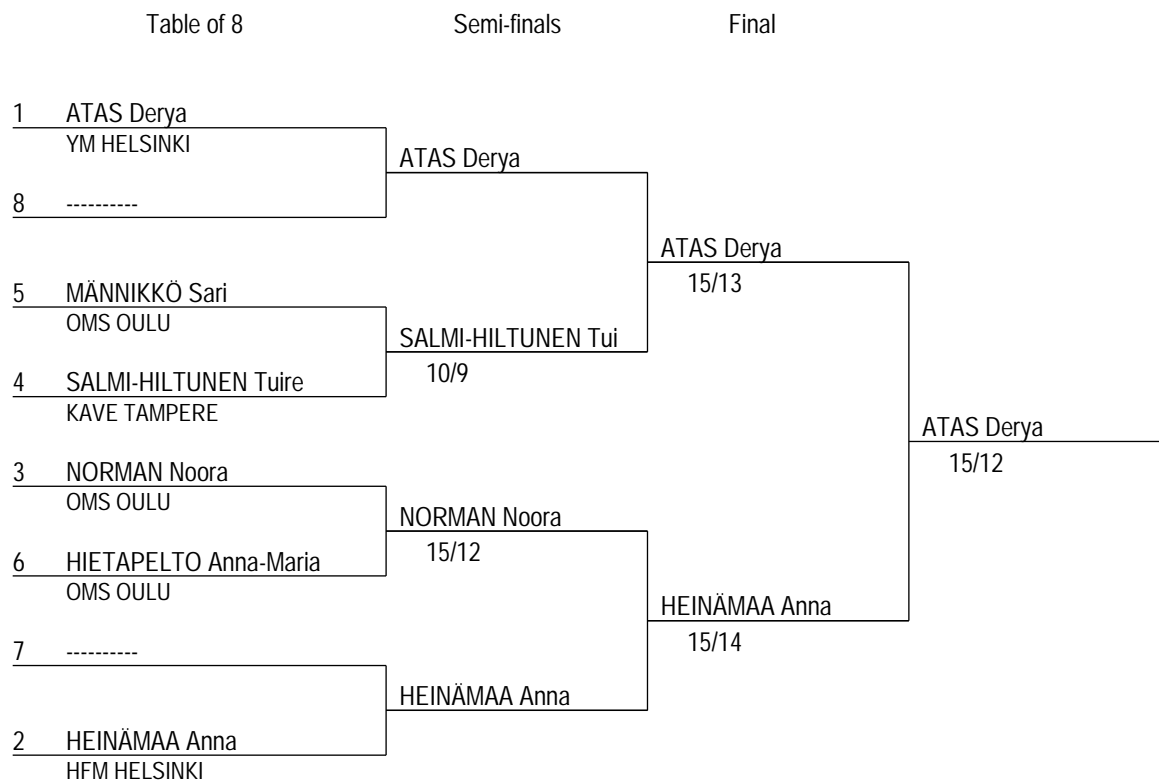 Table of 8 Semi-finals Final
1 ATAS Derya
YM HELSINKI
ATAS Derya
8 ----------
ATAS Derya
15/13
5 MÄNNIKKÖ Sari
OMS OULU
SALMI-HILTUNEN Tui
10/9
4 SALMI-HILTUNEN Tuire
KAVE TAMPERE
ATAS Derya
15/12
3 NORMAN Noora
OMS OULU
NORMAN Noora
15/12
6 HIETAPELTO Anna-Maria
OMS OULU
HEINÄMAA Anna
15/14
7 ----------
HEINÄMAA Anna
2 HEINÄMAA Anna
HFM HELSINKI